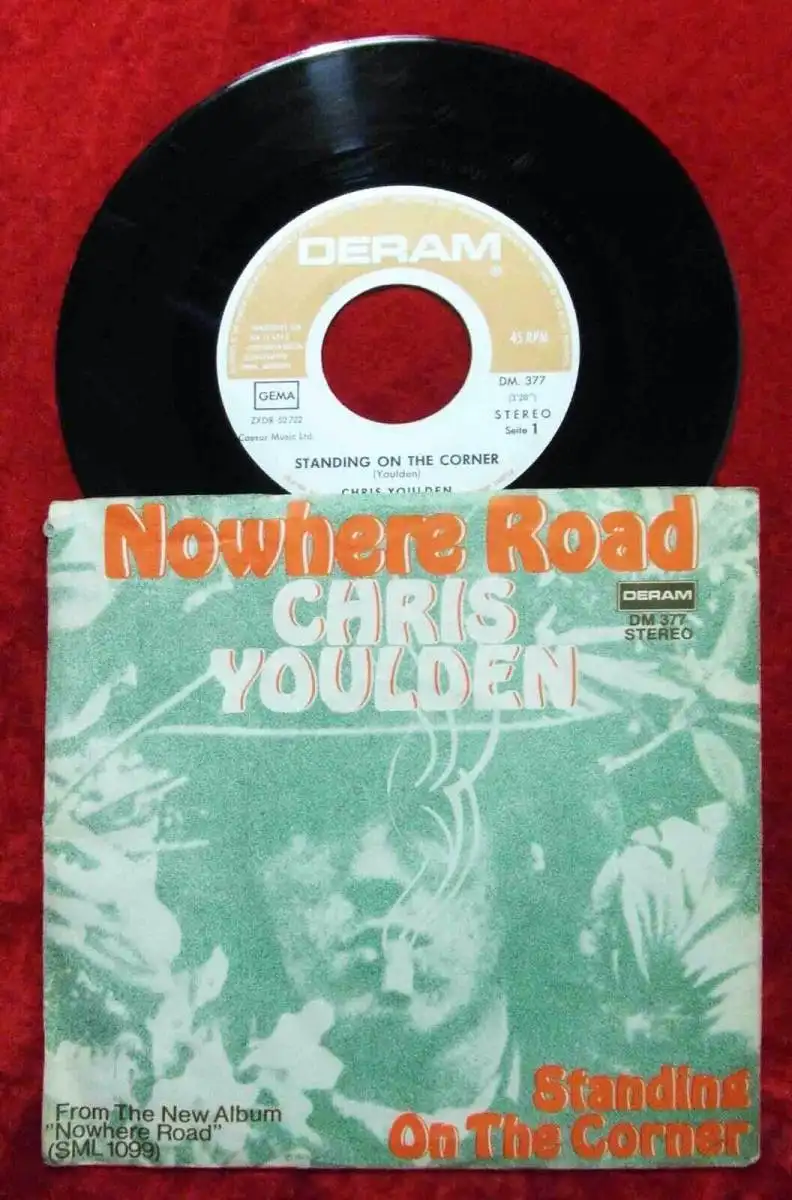 DERAM
®
45 RPM
GEMA
DM. 377
(3'20")
ZXDR 52 722
STEREO
Caesar Music Ltd.
Seite 1
STANDING ON THE CORNER
(Youlden)
CHRIS YOULDEN
Nowhere Road
CHRIS
YOULDEN
DERAM
DM 377
STEREO
Standing
On The Corner
From The New Album
"Nowhere Road"
(SML 1099)